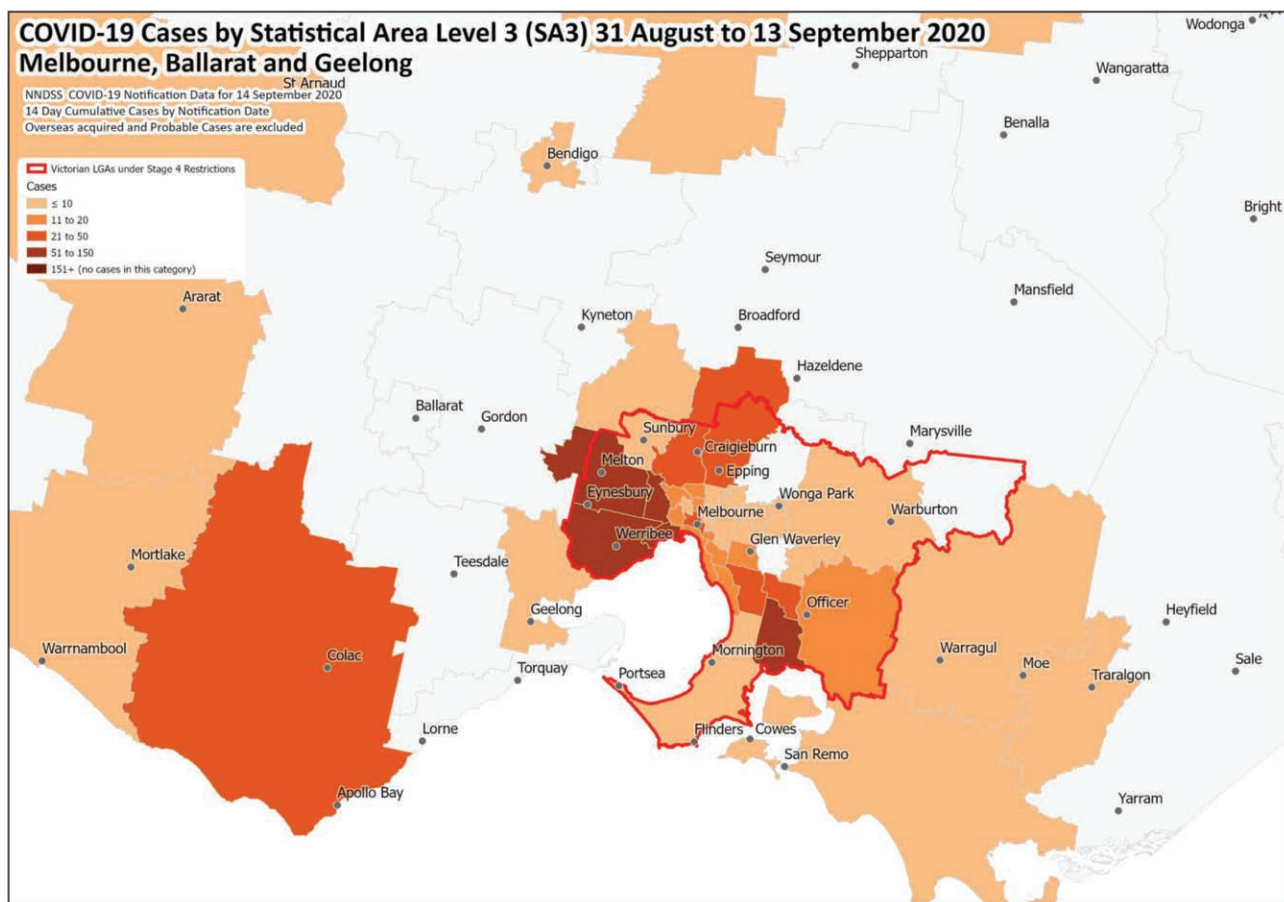 COVID-19 Cases by Statistical Area Level 3 (SA3) 31 August to 13 September 2020
Melbourne, Ballarat and Geelong
NNDSS COVID-19 Notification Data for 14 September 2020
14 Day Cumulative Cases by Notification Date
Overseas acquired and Probable Cases are excluded
Victorian LGAs under Stage 4 Restrictions
Cases
≤ 10
11 to 20
21 to 50
51 to 150
151+ (no cases in this category)
Wodonga
Shepparton
Wangaratta
St Arnaud
Benalla
Bendigo
Bright
Seymour
Mansfield
Ararat
Kyneton
Broadford
Hazeldene
Ballarat
Gordon
Sunbury
Marysville
Craigieburn
Melton
Epping
Eynesbury
Wonga Park
Melbourne
Warburton
Werribee
Glen Waverley
Mortlake
Teesdale
Geelong
Officer
Heyfield
Warrnambool
Colac
Mornington
Warragul
Torquay
Portsea
Moe
Traralgon
Sale
Lorne
Flinders
Cowes
San Remo
Apollo Bay
Yarram